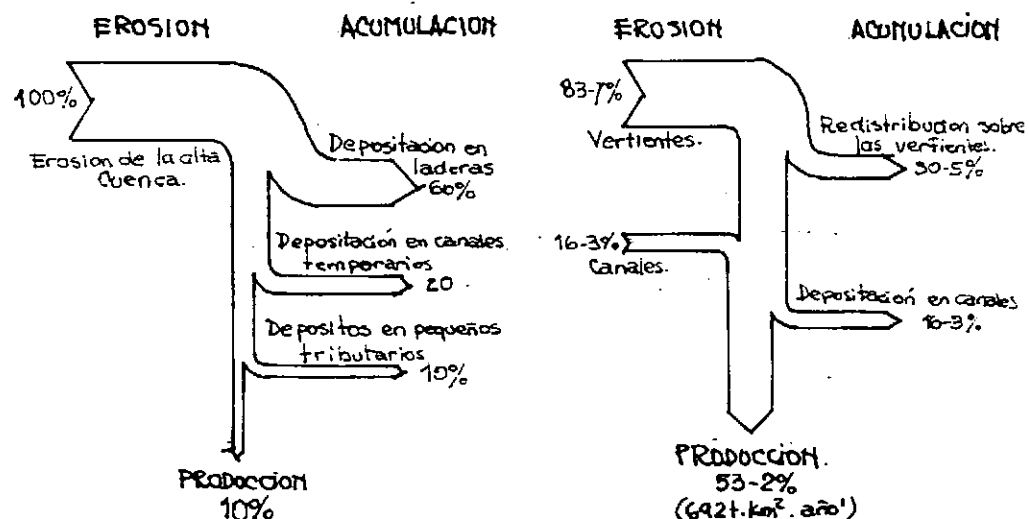 EROSION
ACUMULACION
100%
Erosion de la alta
Cuenca.
Depositacion en
laderas
60%
Depositación en canales
temporarios
20
Depositos en pequeños
tributarios
10%
PRODUCCION
10%
EROSION
ACUMULACION
83-7%
Vertientes.
Redistribucion sobre
las vertientes.
30-5%
16-3%
Canales.
Depositación en canales
16-3%
PRODUCCION.
53-2%
(692t.km². año¹)